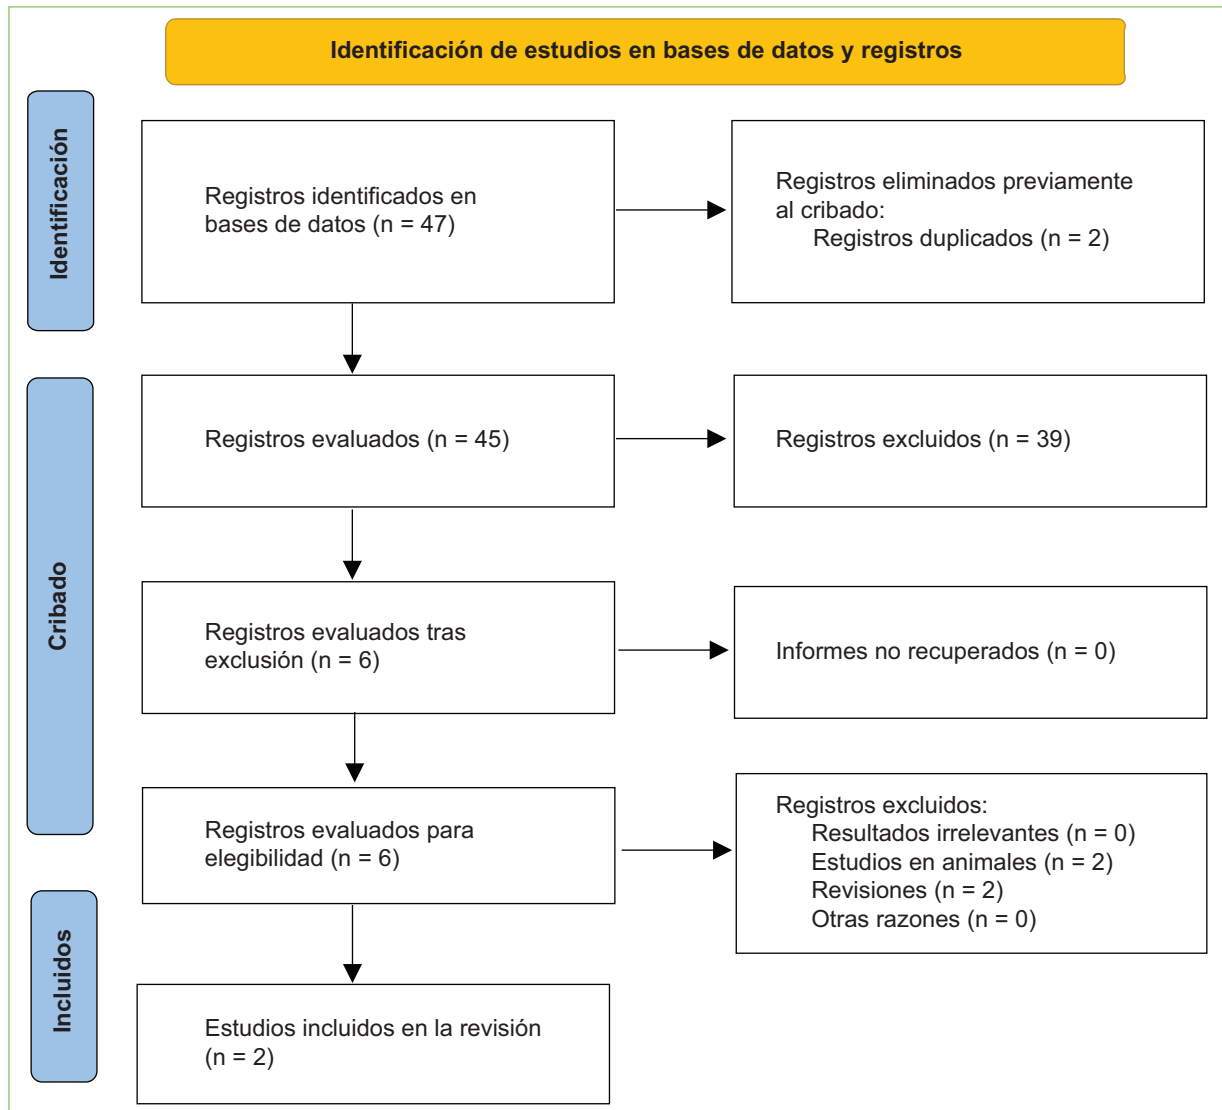 Identificación de estudios en bases de datos y registros
Identificación
Registros identificados en
bases de datos (n = 47)
Registros eliminados previamente
al cribado:
Registros duplicados (n = 2)
Cribado
Registros evaluados (n = 45)
Registros excluidos (n = 39)
Registros evaluados tras
exclusión (n = 6)
Informes no recuperados (n = 0)
Registros evaluados para
elegibilidad (n = 6)
Registros excluidos:
Resultados irrelevantes (n = 0)
Estudios en animales (n = 2)
Revisiones (n = 2)
Otras razones (n = 0)
Incluidos
Estudios incluidos en la revisión
(n = 2)